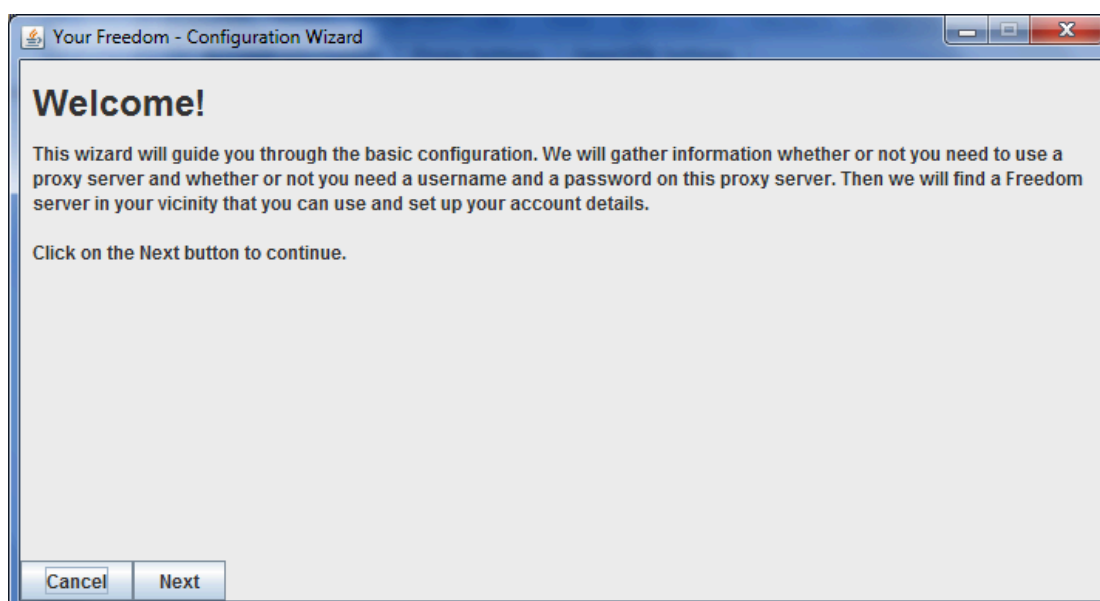 Your Freedom - Configuration Wizard
Welcome!
This wizard will guide you through the basic configuration. We will gather information whether or not you need to use a
proxy server and whether or not you need a username and a password on this proxy server. Then we will find a Freedom
server in your vicinity that you can use and set up your account details.
Click on the Next button to continue.
Cancel Next